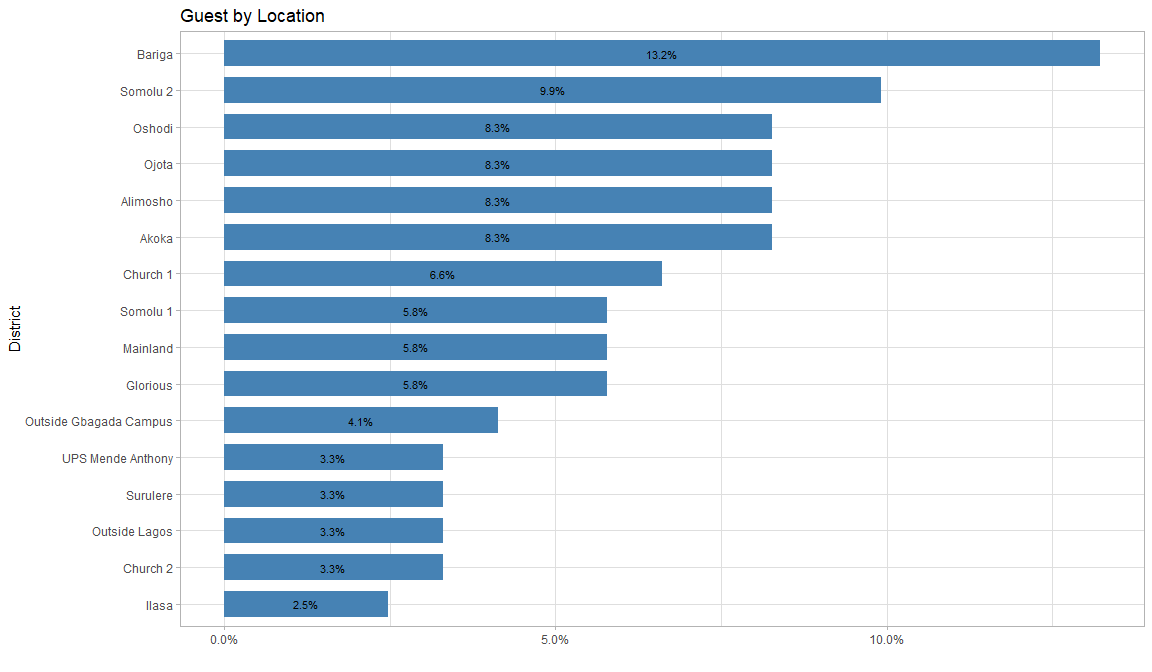 Guest by Location
Bariga 13.2%
Somolu 2 9.9%
Oshodi 8.3%
Ojota 8.3%
Alimosho 8.3%
Akoka 8.3%
Church 1 6.6%
Somolu 1 5.8%
Mainland 5.8%
Glorious 5.8%
Outside Gbagada Campus 4.1%
UPS Mende Anthony 3.3%
Surulere 3.3%
Outside Lagos 3.3%
Church 2 3.3%
Ilasa 2.5%
0.0% 5.0% 10.0%
District